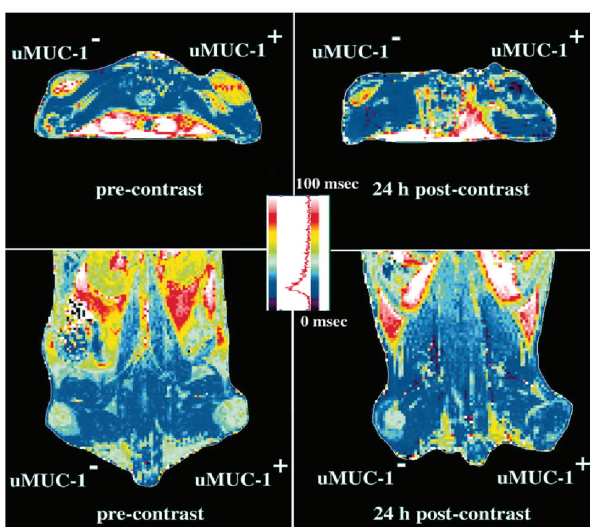 uMUC-1⁻ uMUC-1⁺ uMUC-1⁻ uMUC-1⁺
pre-contrast 24 h post-contrast
100 msec
0 msec
uMUC-1⁻ uMUC-1⁺ uMUC-1⁻ uMUC-1⁺
pre-contrast 24 h post-contrast